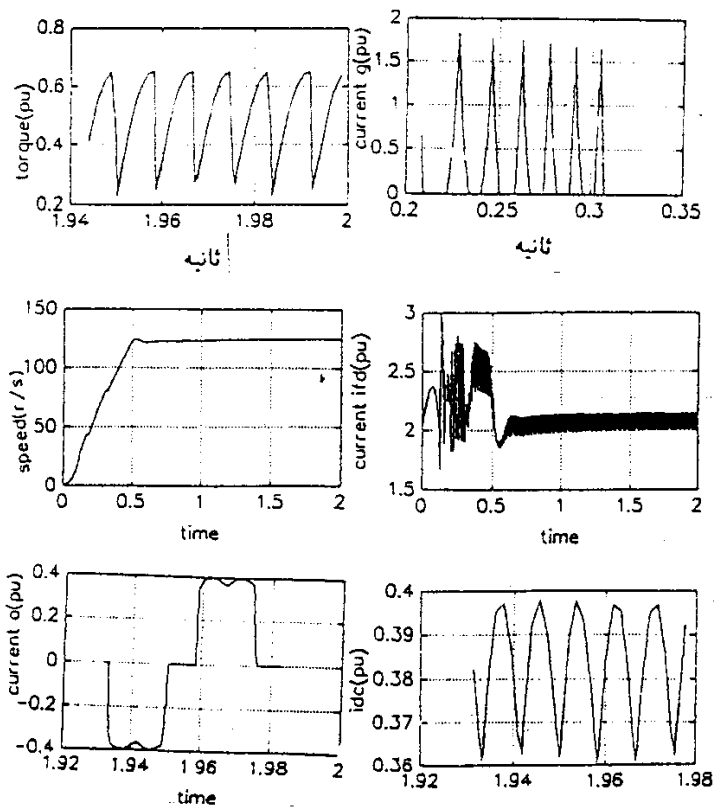 0.8
0.6
0.4
0.2
torque(pu)
1.94 1.96 1.98 2
ثانیه
2
1.5
1
0.5
0
current g(pu)
0.2 0.25 0.3 0.35
ثانیه
150
100
50
0
speed(r/s)
0 0.5 1 1.5 2
time
3
2.5
2
1.5
current ifd(pu)
0 0.5 1 1.5 2
time
0.4
0.2
0
-0.2
-0.4
current a(pu)
1.92 1.94 1.96 1.98 2
time
0.4
0.39
0.38
0.37
0.36
idc(pu)
1.92 1.94 1.96 1.98